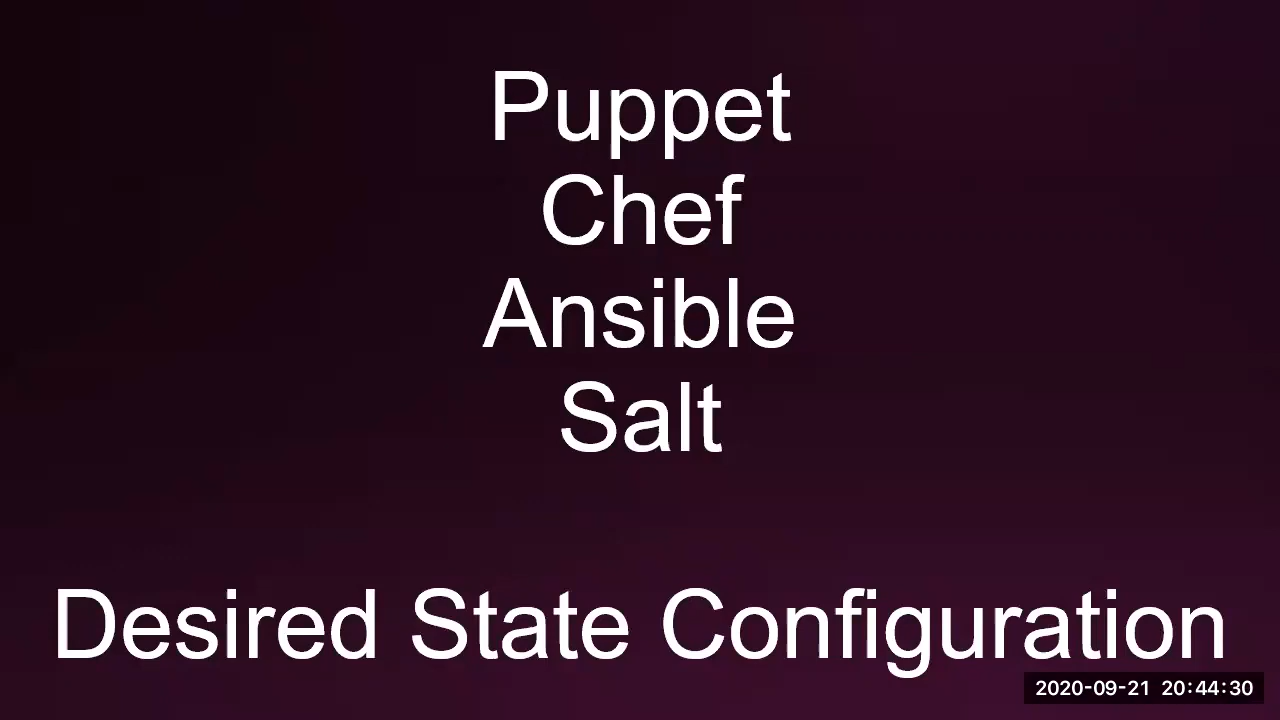 Puppet
Chef
Ansible
Salt
Desired State Configuration
2020-09-21 20:44:30